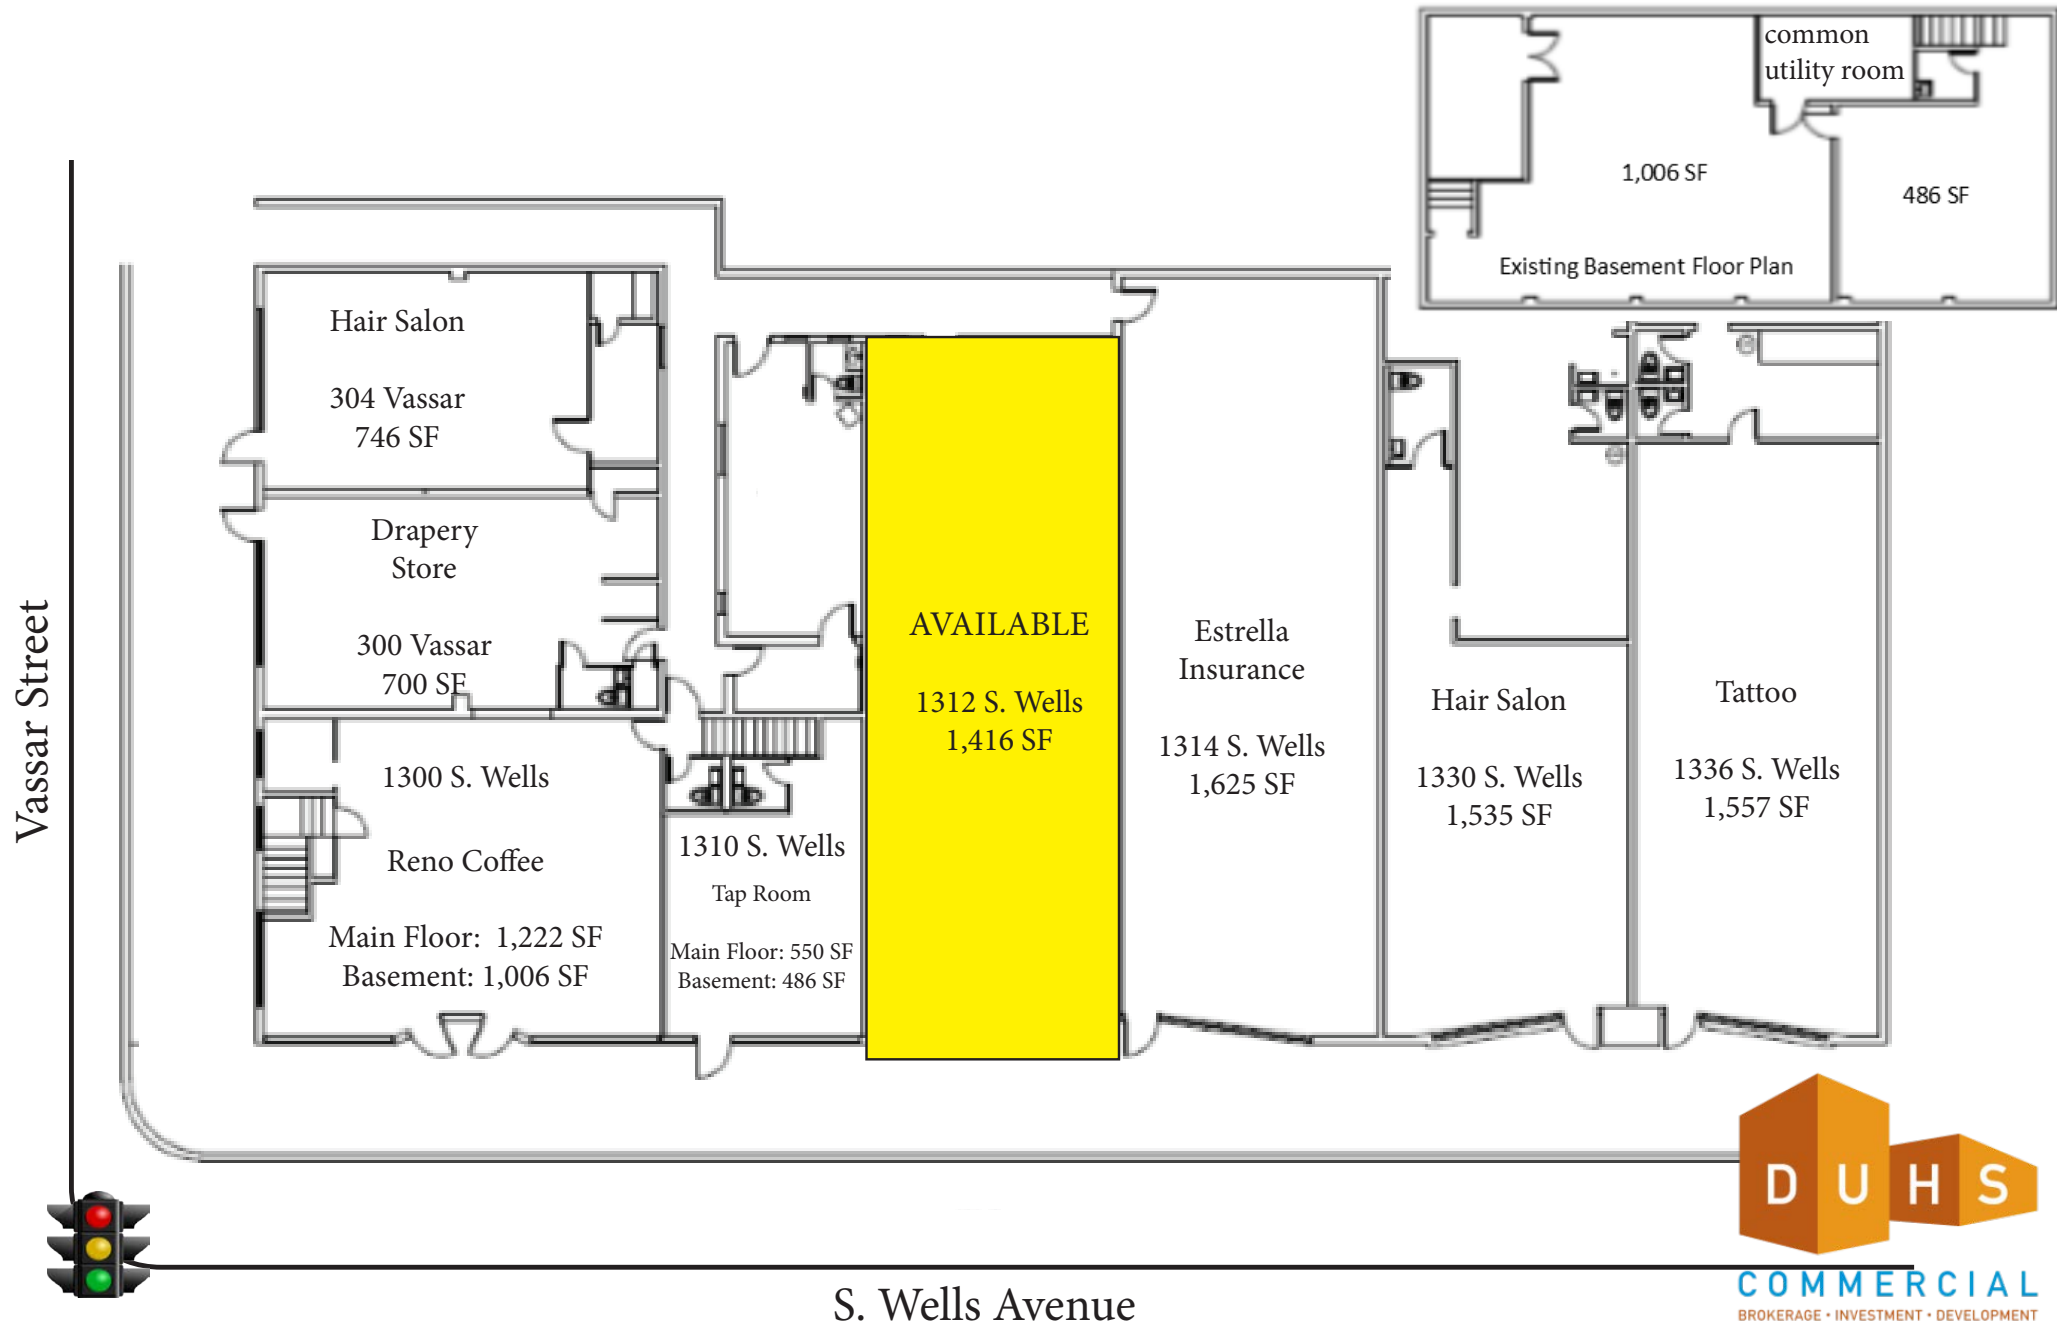 common
utility room
1,006 SF
486 SF
Existing Basement Floor Plan
Hair Salon
304 Vassar
746 SF
Drapery
Store
300 Vassar
700 SF
1300 S. Wells
Reno Coffee
Main Floor: 1,222 SF
Basement: 1,006 SF
1310 S. Wells
Tap Room
Main Floor: 550 SF
Basement: 486 SF
AVAILABLE
1312 S. Wells
1,416 SF
Estrella
Insurance
1314 S. Wells
1,625 SF
Hair Salon
1330 S. Wells
1,535 SF
Tattoo
1336 S. Wells
1,557 SF
Vassar Street
S. Wells Avenue
DUHS
COMMERCIAL
BROKERAGE • INVESTMENT • DEVELOPMENT